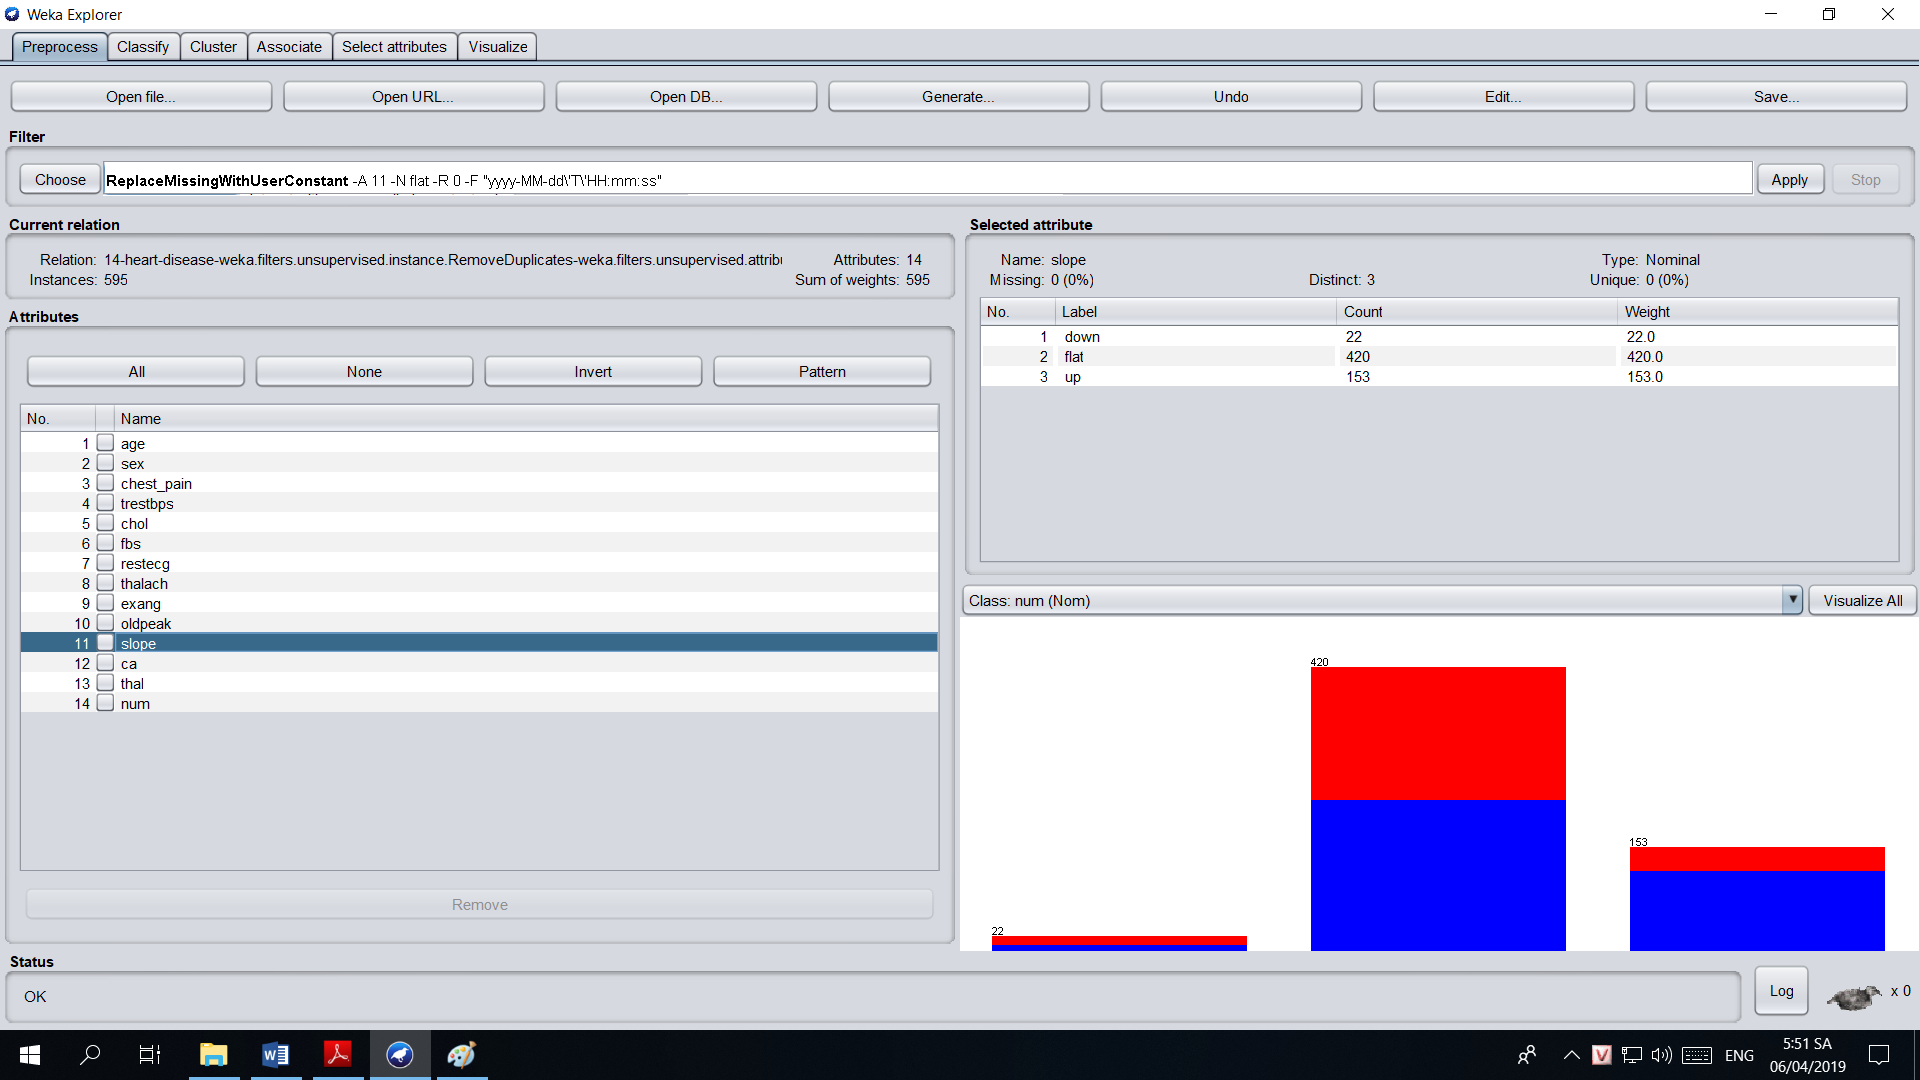 Weka Explorer
Preprocess Classify Cluster Associate Select attributes Visualize
Open file... Open URL... Open DB... Generate... Undo Edit... Save...
Filter
Choose ReplaceMissingWithUserConstant -A 11 -N flat -R 0 -F "yyyy-MM-dd\'T\'HH:mm:ss" Apply Stop
Current relation
Relation: 14-heart-disease-weka.filters.unsupervised.instance.RemoveDuplicates-weka.filters.unsupervised.attribu Attributes: 14
Instances: 595 Sum of weights: 595
Selected attribute
Name: slope Type: Nominal
Missing: 0 (0%) Distinct: 3 Unique: 0 (0%)
No. Label Count Weight
1 down 22 22.0
2 flat 420 420.0
3 up 153 153.0
Attributes
All None Invert Pattern
No. Name
1 age
2 sex
3 chest_pain
4 trestbps
5 chol
6 fbs
7 restecg
8 thalach
9 exang
10 oldpeak
11 slope
12 ca
13 thal
14 num
Remove
Class: num (Nom) Visualize All
420
153
22
Status
OK
Log x 0
ENG
5:51 SA
06/04/2019